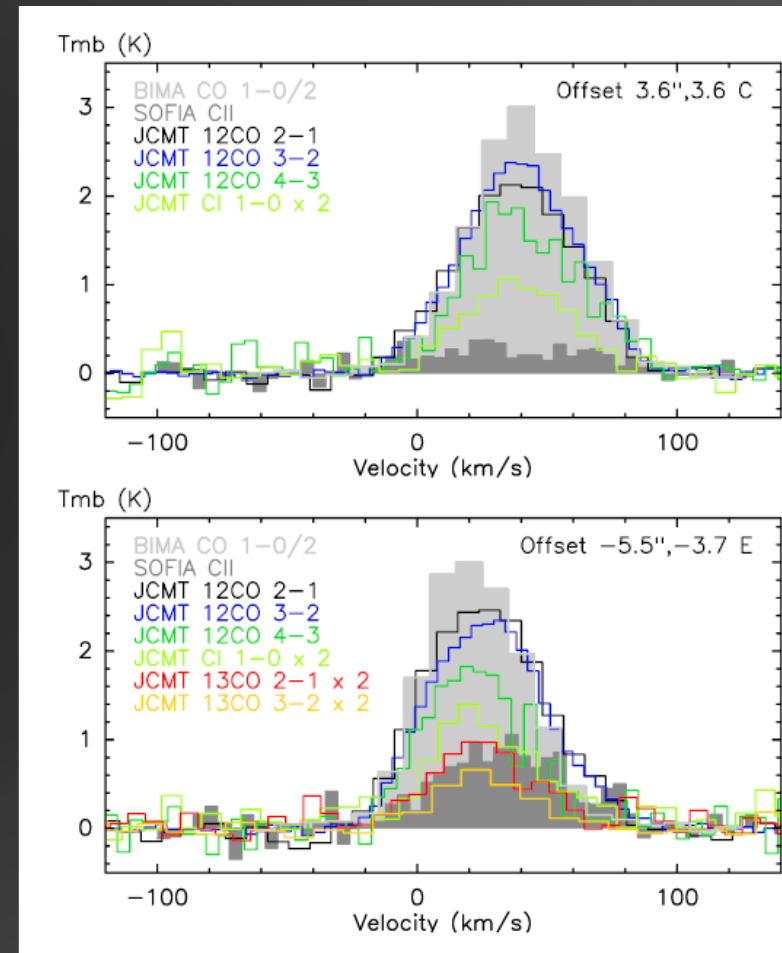 Tmb (K)
BIMA CO 1-0/2
SOFIA CII
JCMT 12CO 2-1
JCMT 12CO 3-2
JCMT 12CO 4-3
JCMT CI 1-0 x 2
Offset 3.6",3.6 C
3
2
1
0
-100 0 100
Velocity (km/s)
Tmb (K)
BIMA CO 1-0/2
SOFIA CII
JCMT 12CO 2-1
JCMT 12CO 3-2
JCMT 12CO 4-3
JCMT CI 1-0 x 2
JCMT 13CO 2-1 x 2
JCMT 13CO 3-2 x 2
Offset -5.5",-3.7 E
3
2
1
0
-100 0 100
Velocity (km/s)